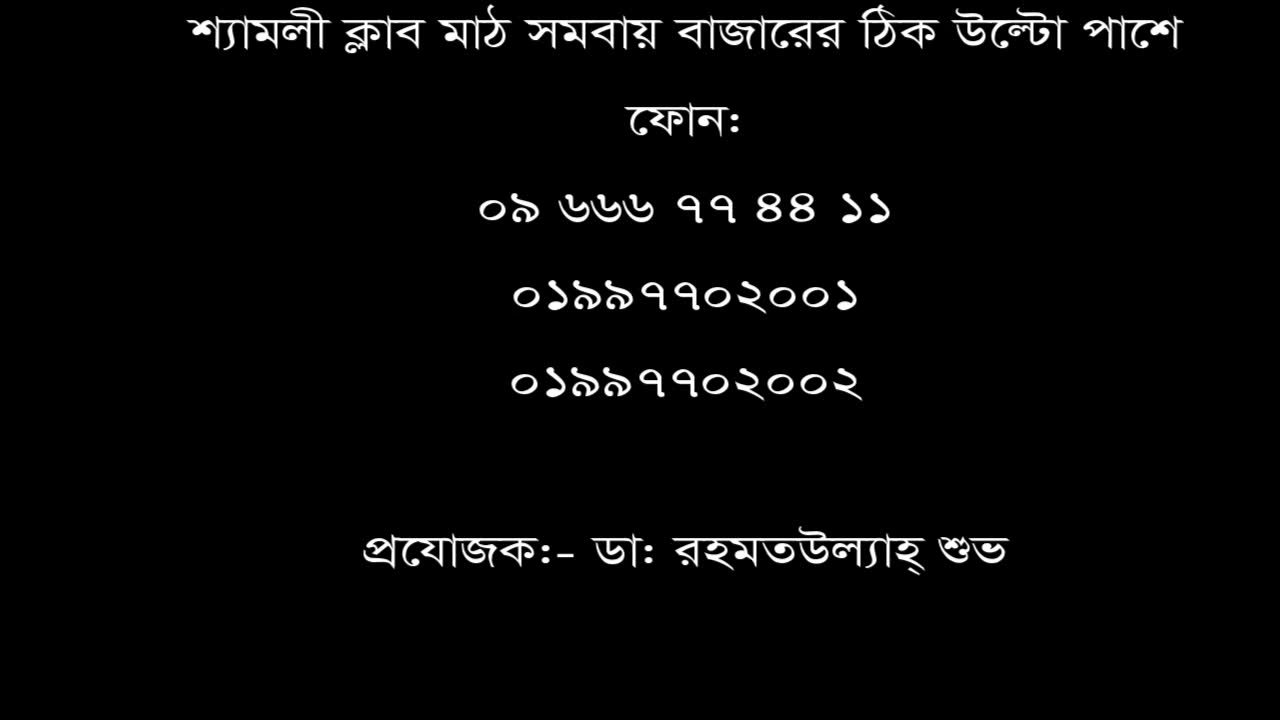 শ্যামলী ক্লাব মাঠ সমবায় বাজারের ঠিক উল্টো পাশে
ফোন:
০৯ ৬৬৬ ৭৭ ৪৪ ১১
০১৯৯৭৭০২০০১
০১৯৯৭৭০২০০২
প্রযোজক:- ডা: রহমতউল্যাহ্ শুভ